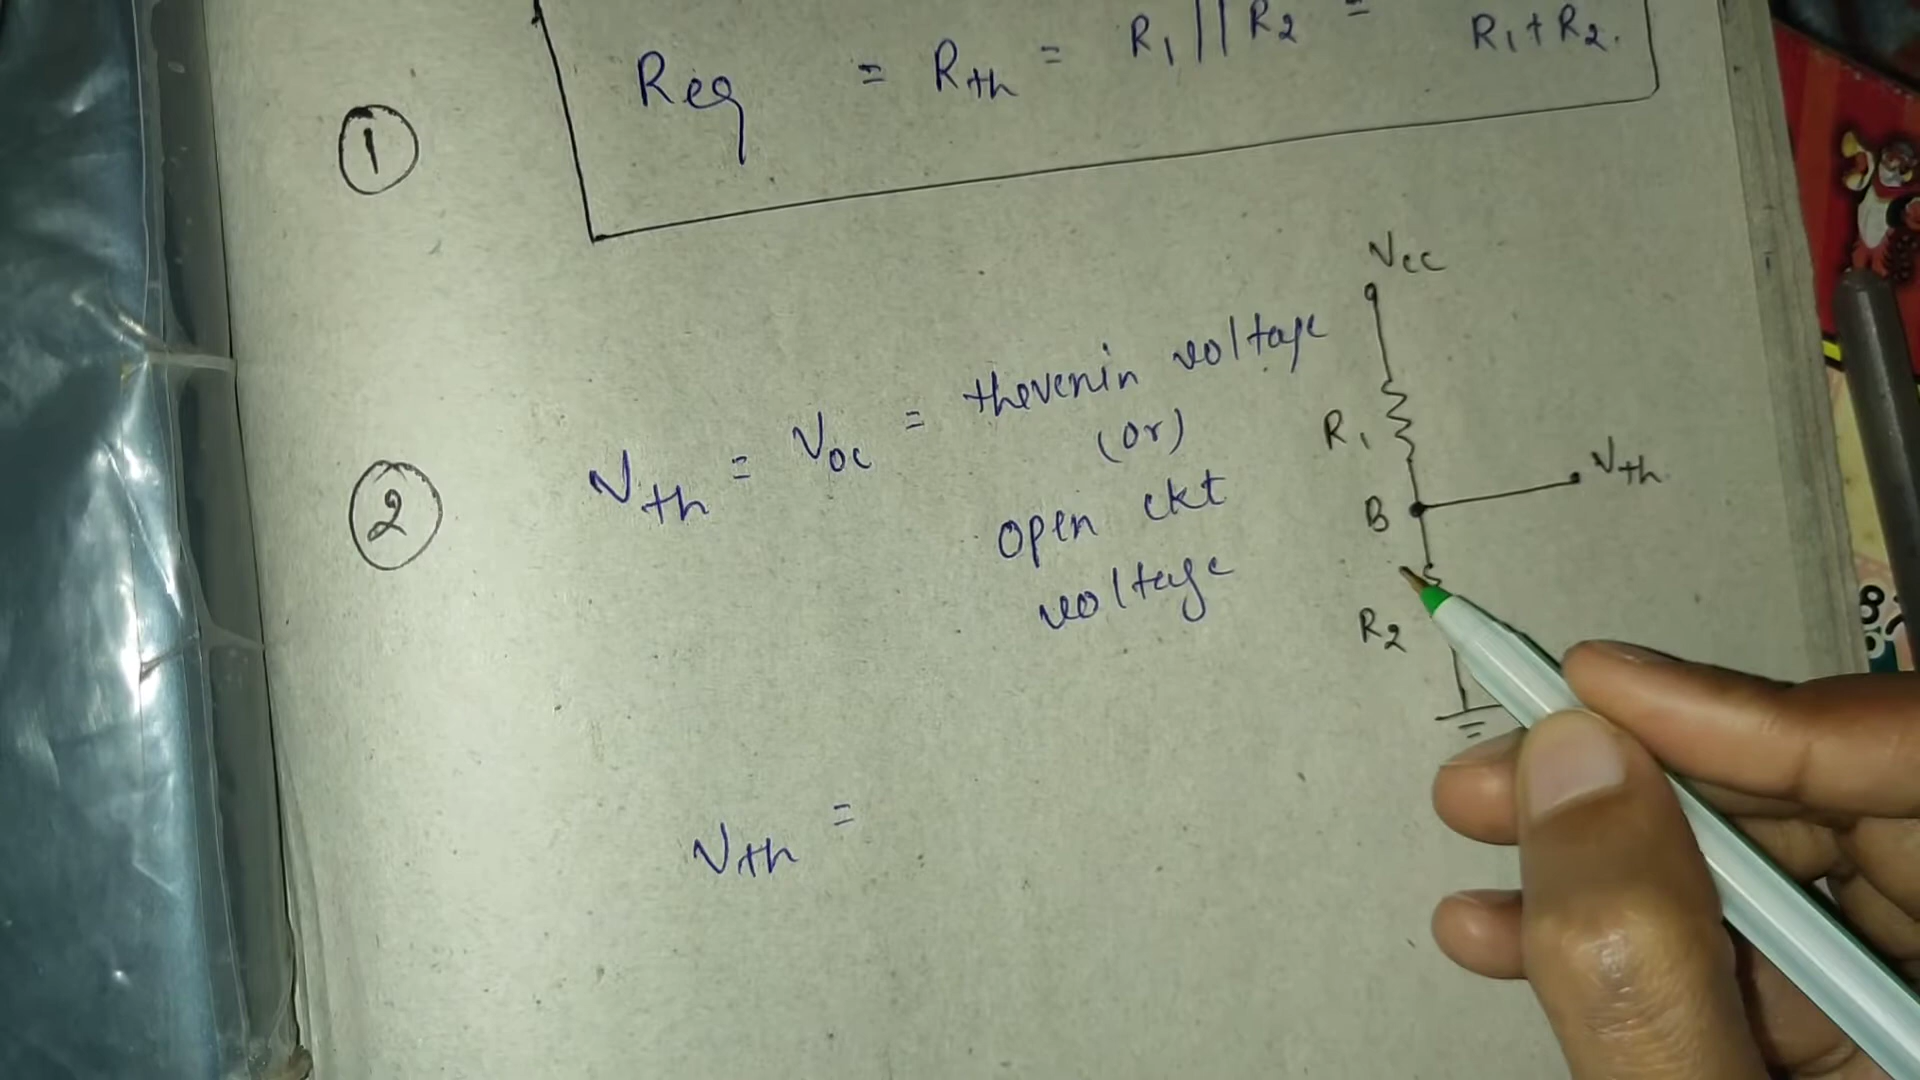 Req = Rth = R1 || R2 = R1 + R2.
1
Vcc
2
Vth = Voc = thevenin voltage
(or)
open ckt
voltage
R1
B
Vth
R2
Vth =